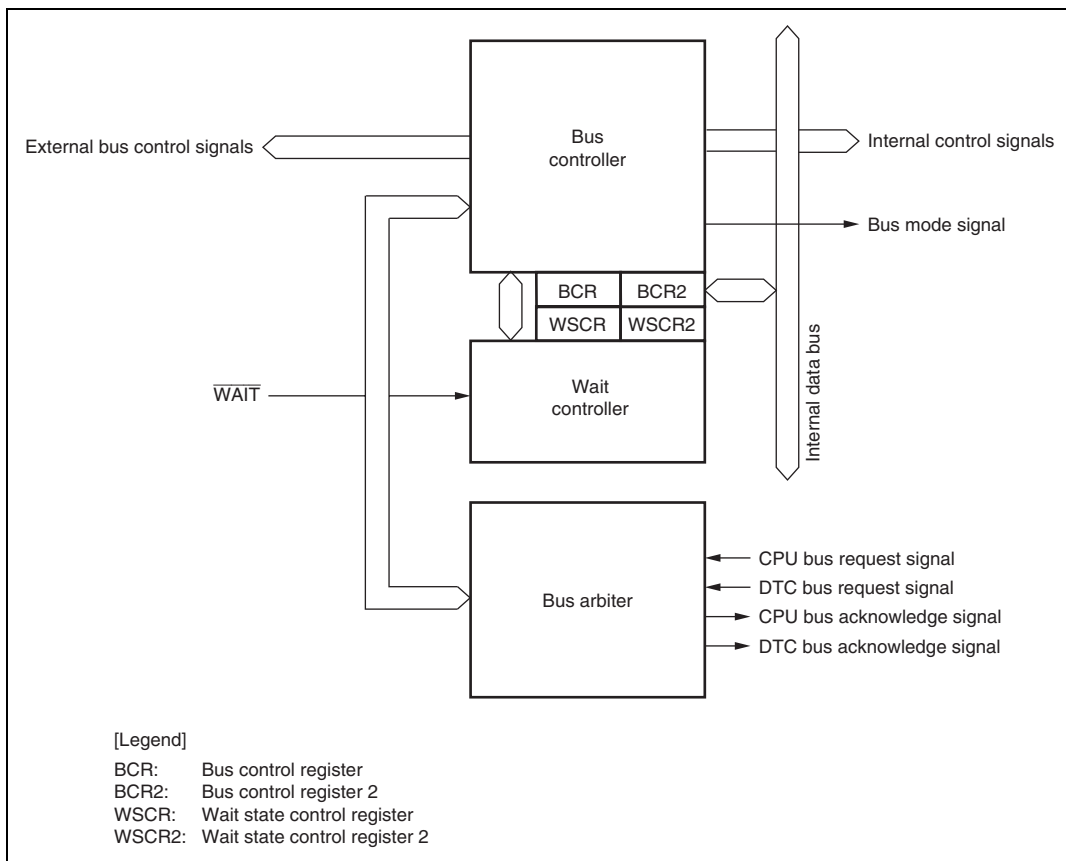 External bus control signals
Bus
controller
Internal control signals
Bus mode signal
BCR
BCR2
WSCR
WSCR2
WAIT
Wait
controller
Internal data bus
Bus arbiter
CPU bus request signal
DTC bus request signal
CPU bus acknowledge signal
DTC bus acknowledge signal
[Legend]
BCR: Bus control register
BCR2: Bus control register 2
WSCR: Wait state control register
WSCR2: Wait state control register 2